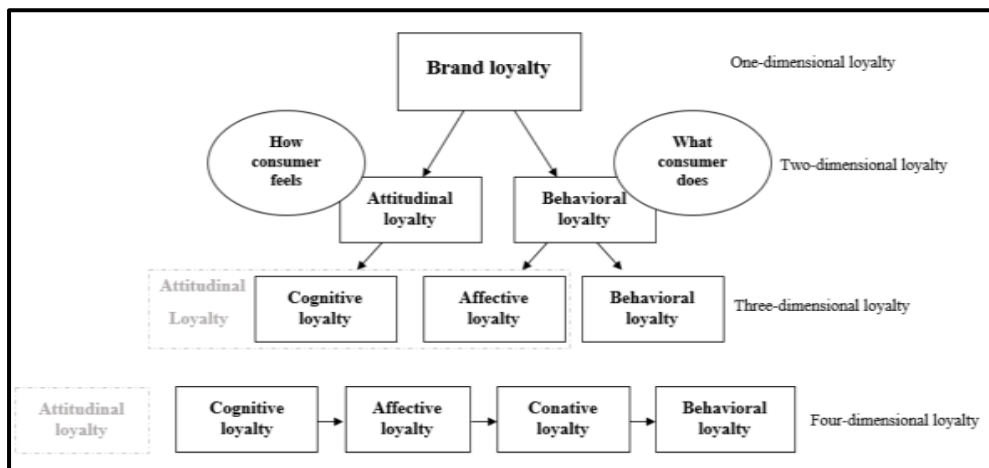 Brand loyalty
One-dimensional loyalty
How
consumer
feels
What
consumer
does
Two-dimensional loyalty
Attitudinal
loyalty
Behavioral
loyalty
Attitudinal
Loyalty
Cognitive
loyalty
Affective
loyalty
Behavioral
loyalty
Three-dimensional loyalty
Attitudinal
loyalty
Cognitive
loyalty
Affective
loyalty
Conative
loyalty
Behavioral
loyalty
Four-dimensional loyalty